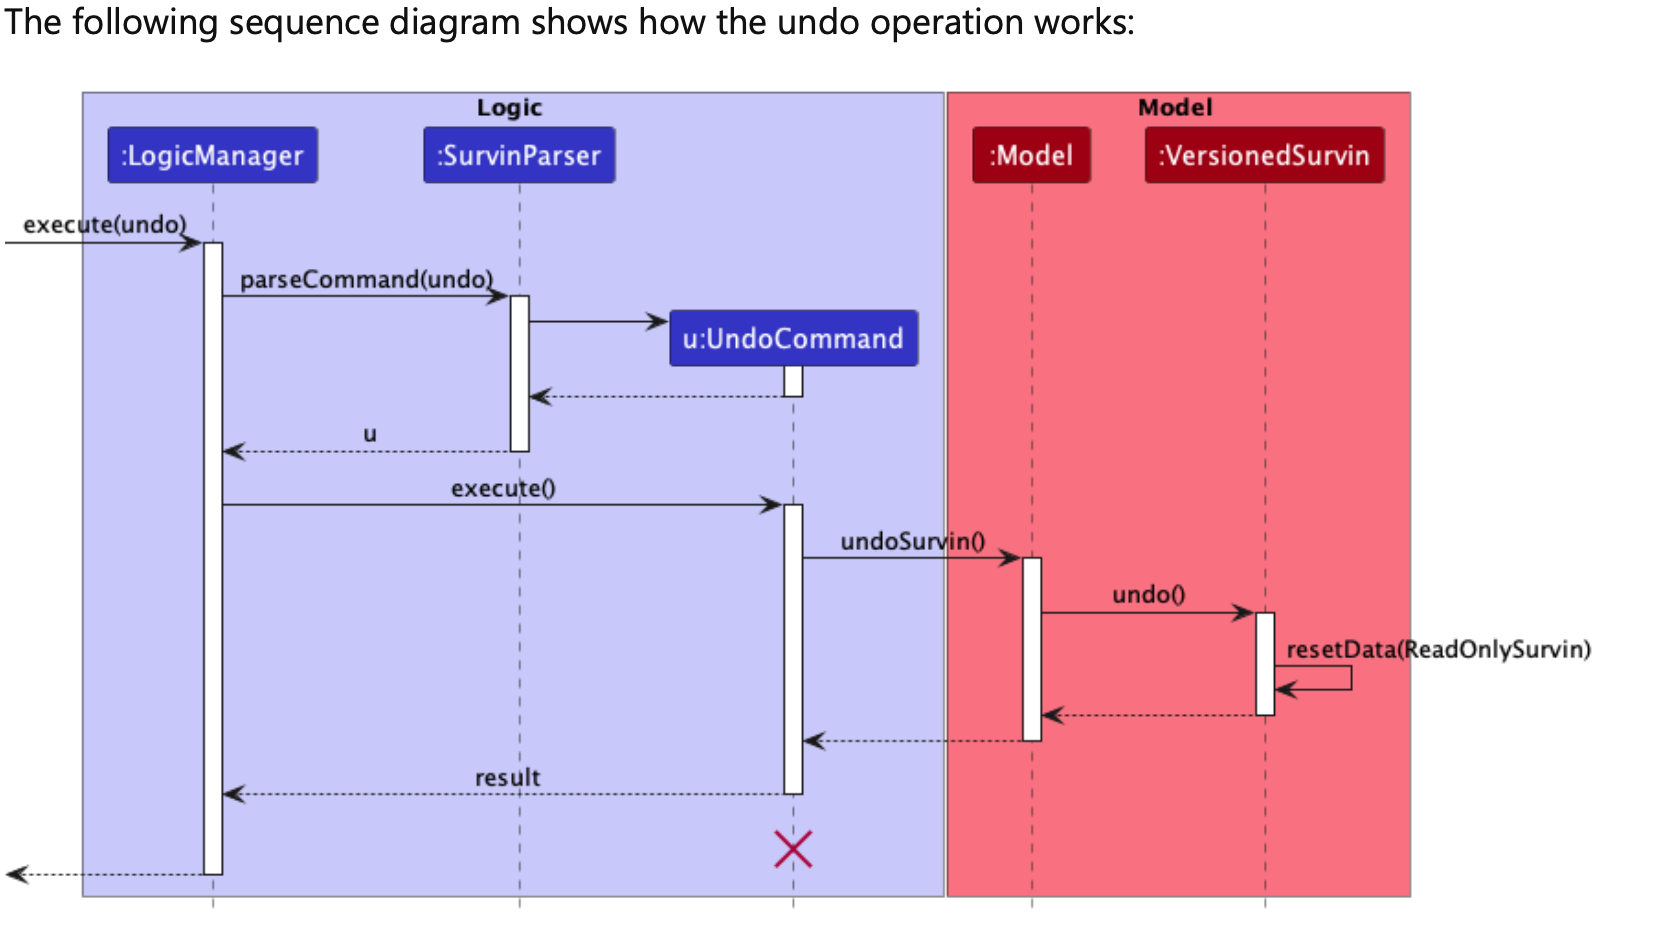 The following sequence diagram shows how the undo operation works:
Logic
Model
:LogicManager
:SurvinParser
:Model
:VersionedSurvin
execute(undo)
parseCommand(undo)
u:UndoCommand
u
execute()
undoSurvin()
undo()
resetData(ReadOnlySurvin)
result